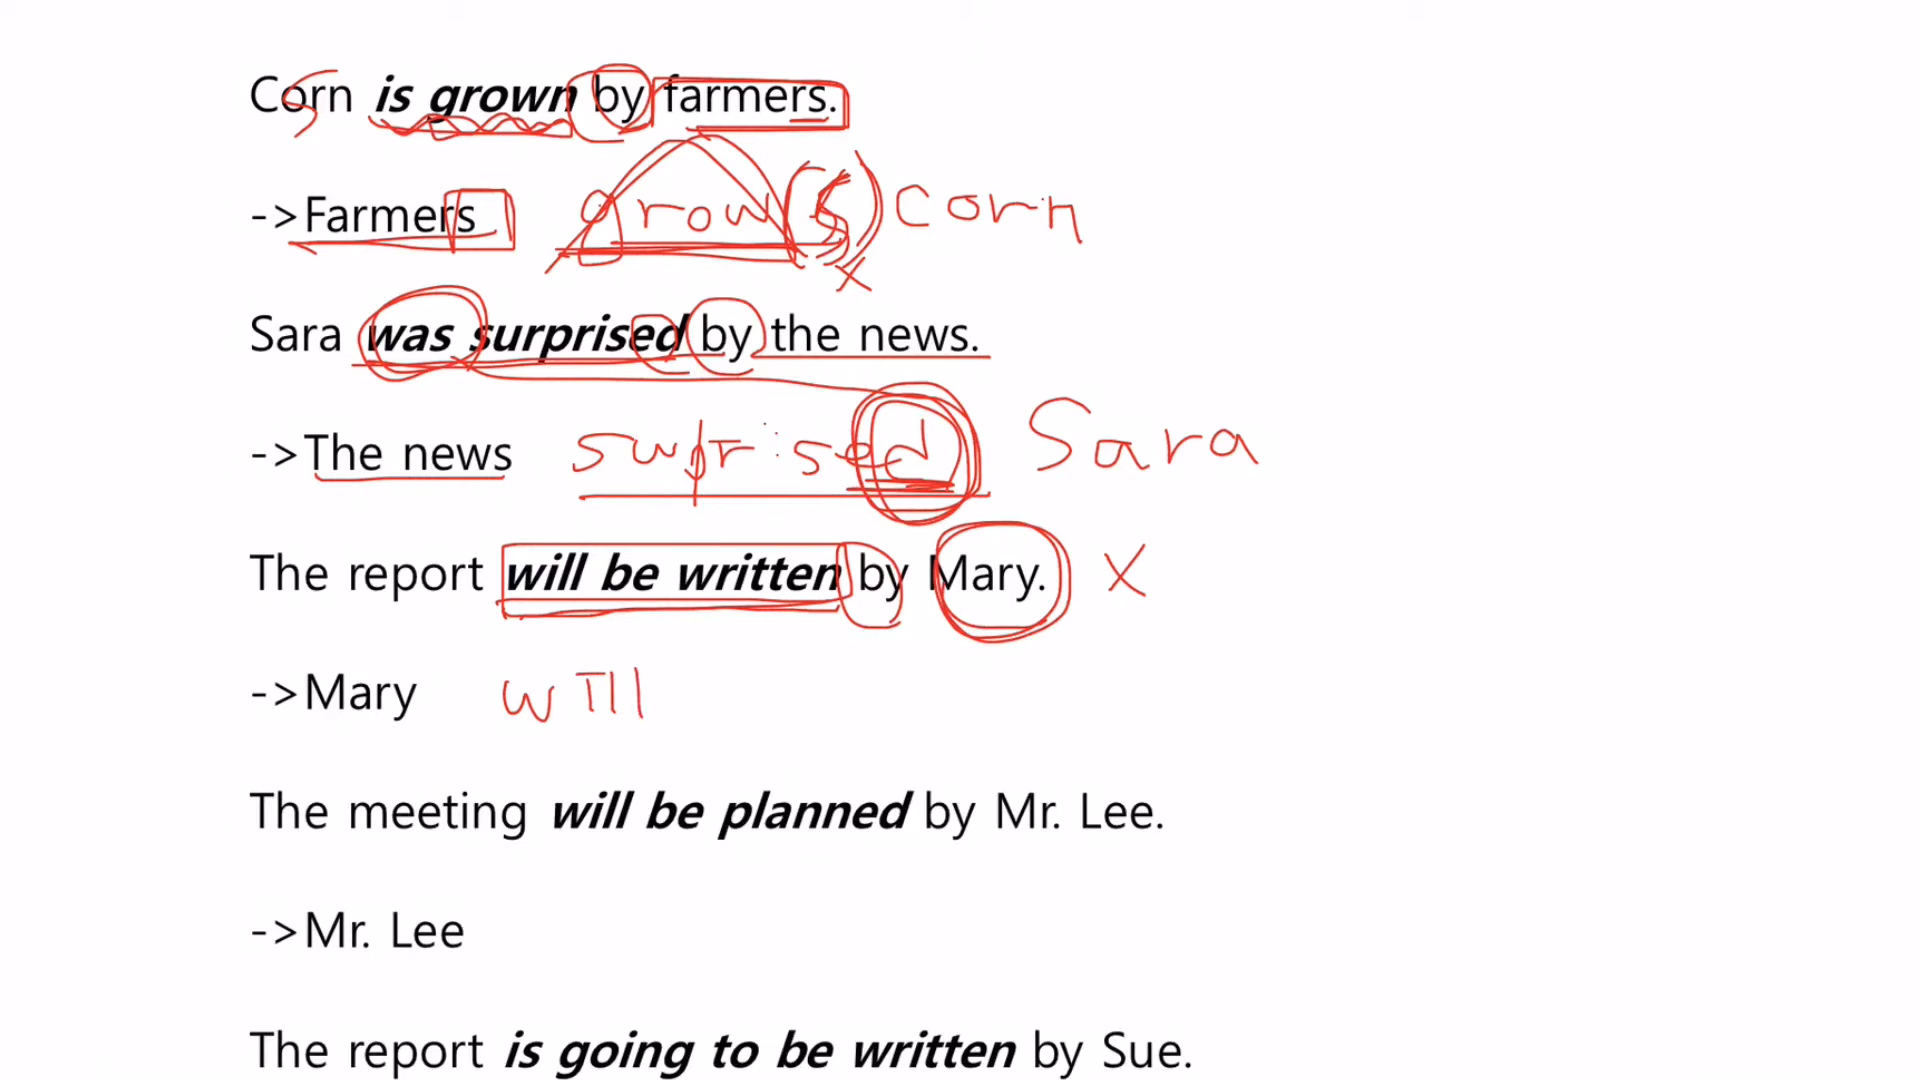 Corn is grown by farmers.
->Farmers grow(s) corn
x
Sara was surprised by the news.
->The news surprised Sara
The report will be written by Mary. X
->Mary will
The meeting will be planned by Mr. Lee.
->Mr. Lee
The report is going to be written by Sue.